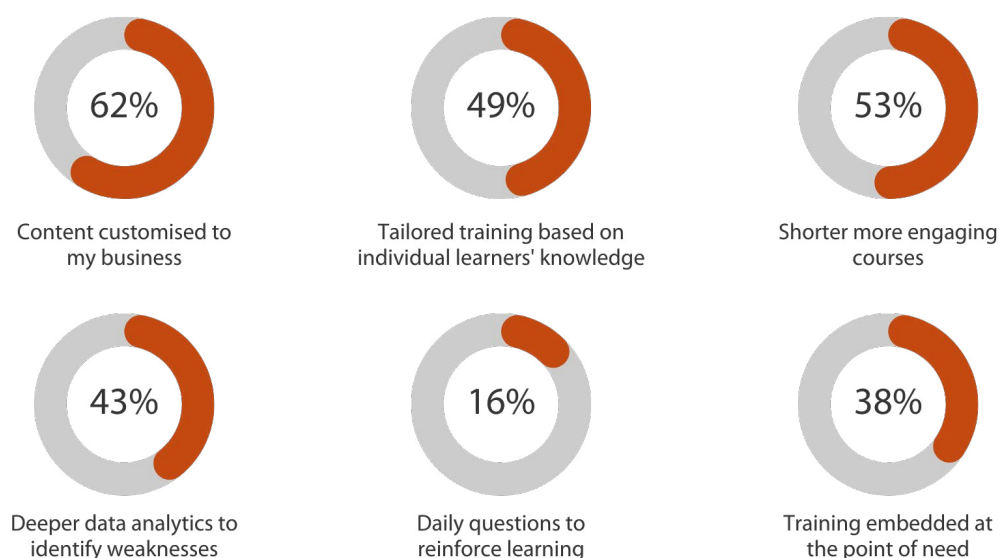 62%
49%
53%
Content customised to
my business
Tailored training based on
individual learners' knowledge
Shorter more engaging
courses
43%
16%
38%
Deeper data analytics to
identify weaknesses
Daily questions to
reinforce learning
Training embedded at
the point of need